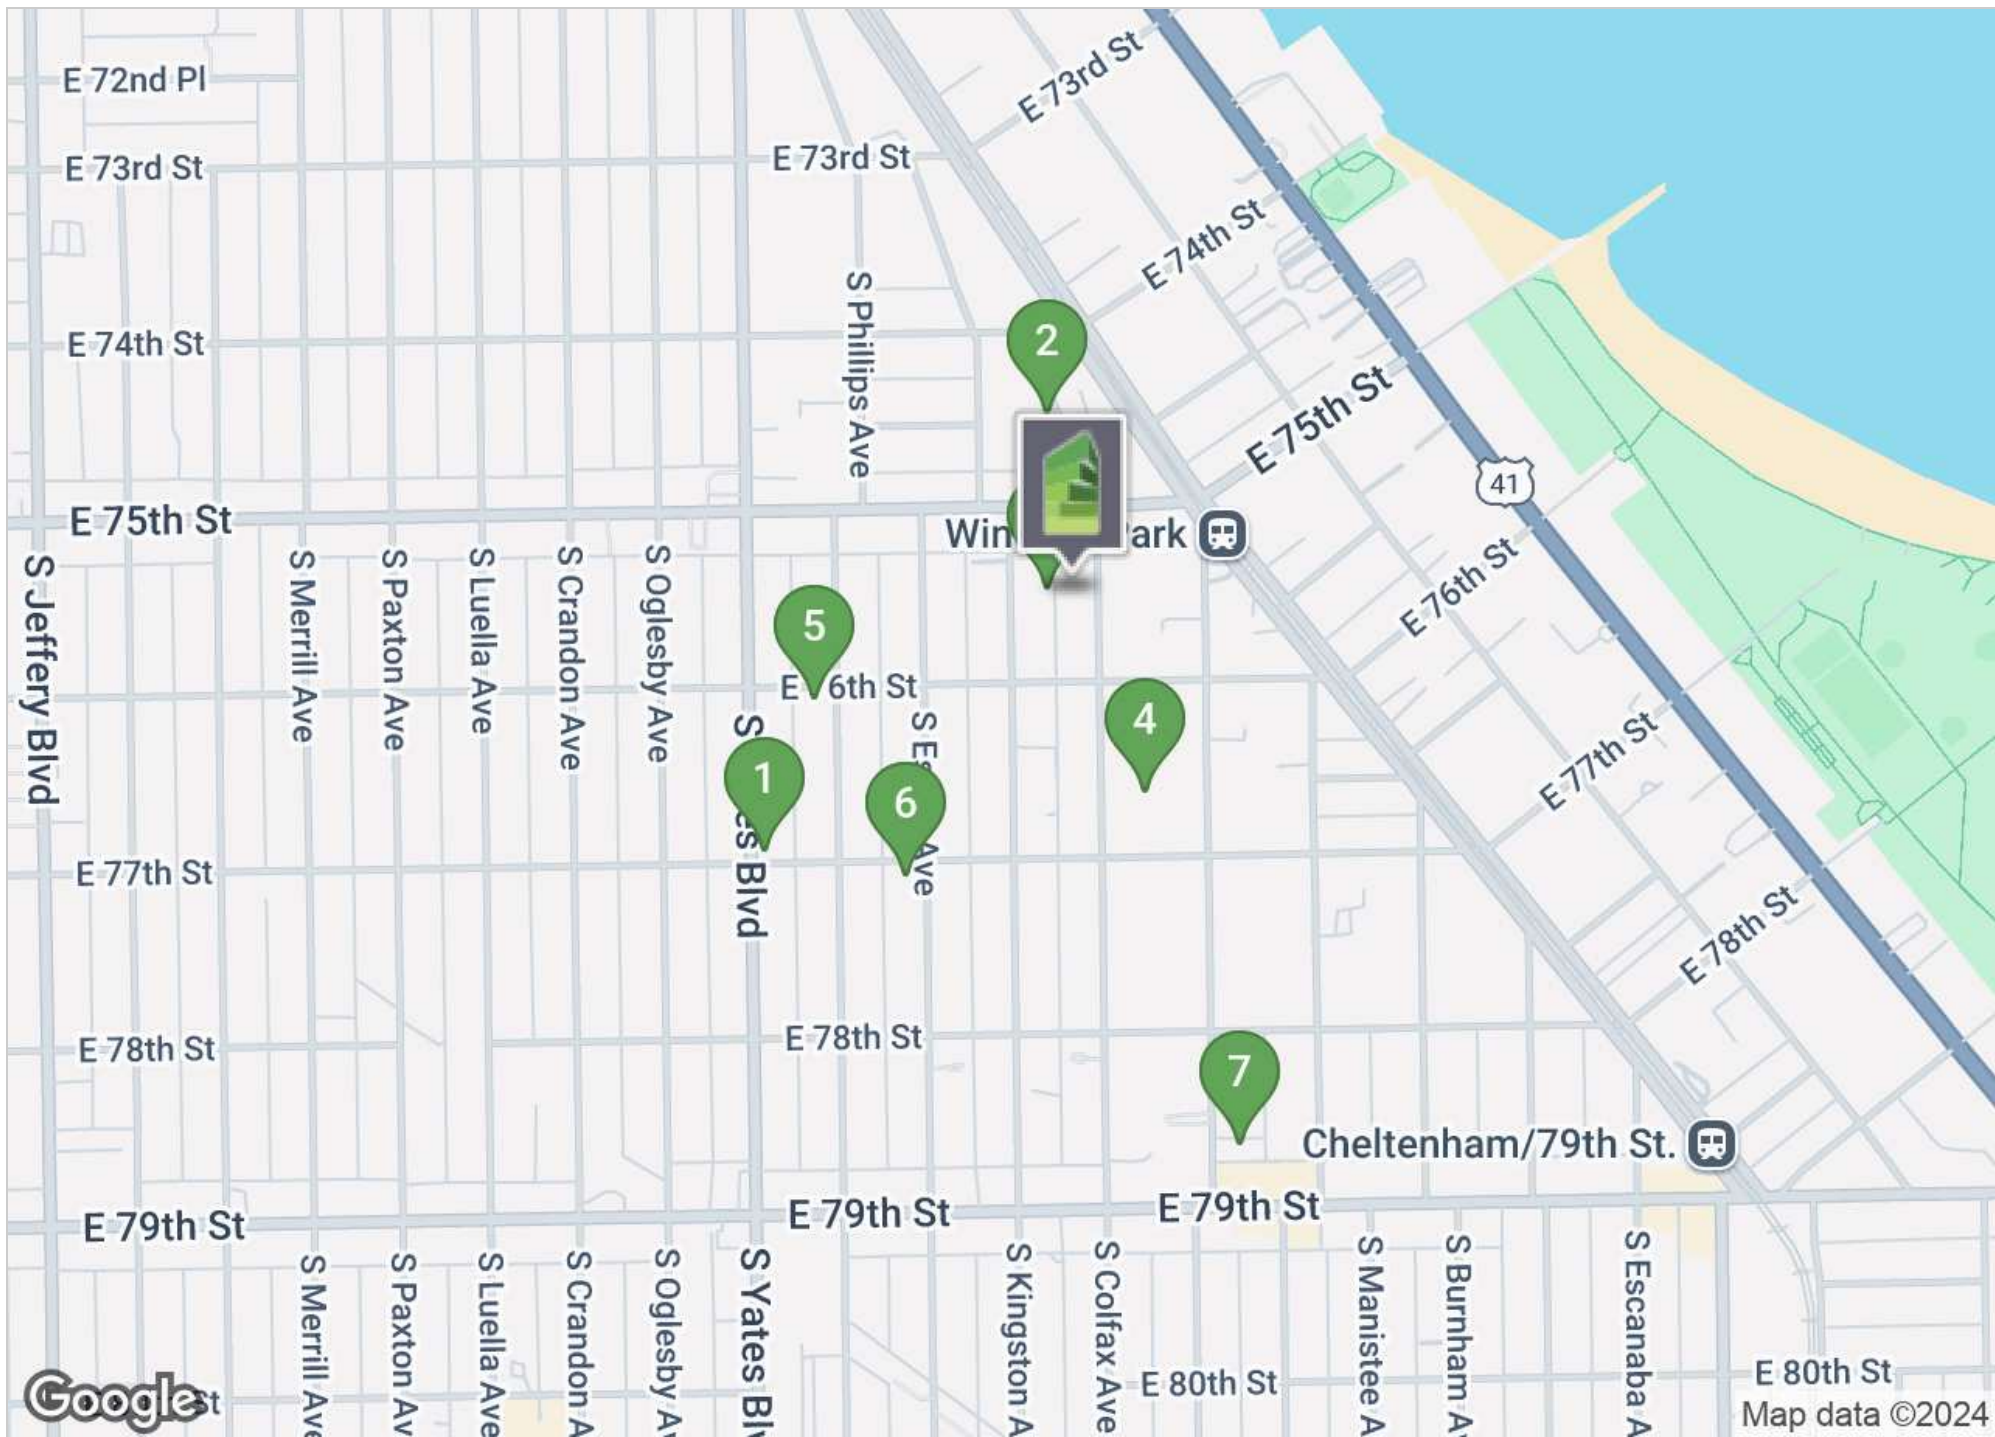 E 72nd Pl
E 73rd St
E 73rd St
E 73rd St
E 74th St
E 74th St
S Phillips Ave
2
E 75th St
E 75th St
41
Park
S Jeffery Blvd
S Merrill Ave
S Paxton Ave
S Luella Ave
S Crandon Ave
S Oglesby Ave
5
E 76th St
E 6th St
4
1
6
S
Blvd
Ave
E 77th St
E 77th St
E 78th St
E 78th St
E 78th St
7
Cheltenham/79th St.
E 79th St
E 79th St
E 79th St
S Merrill Ave
S Paxton Av
S Luella Ave
S Crandon A
S Oglesby Av
S Yates Blv
S Kingston A
S Colfax Ave
S Manistee A
S Burnham Av
S Escanaba A
E 80th St
E 80th St
St
Google
Map data ©2024